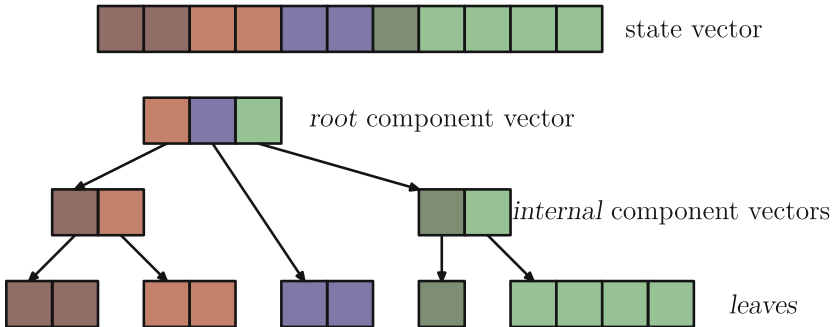 state vector
root component vector
internal component vectors
leaves